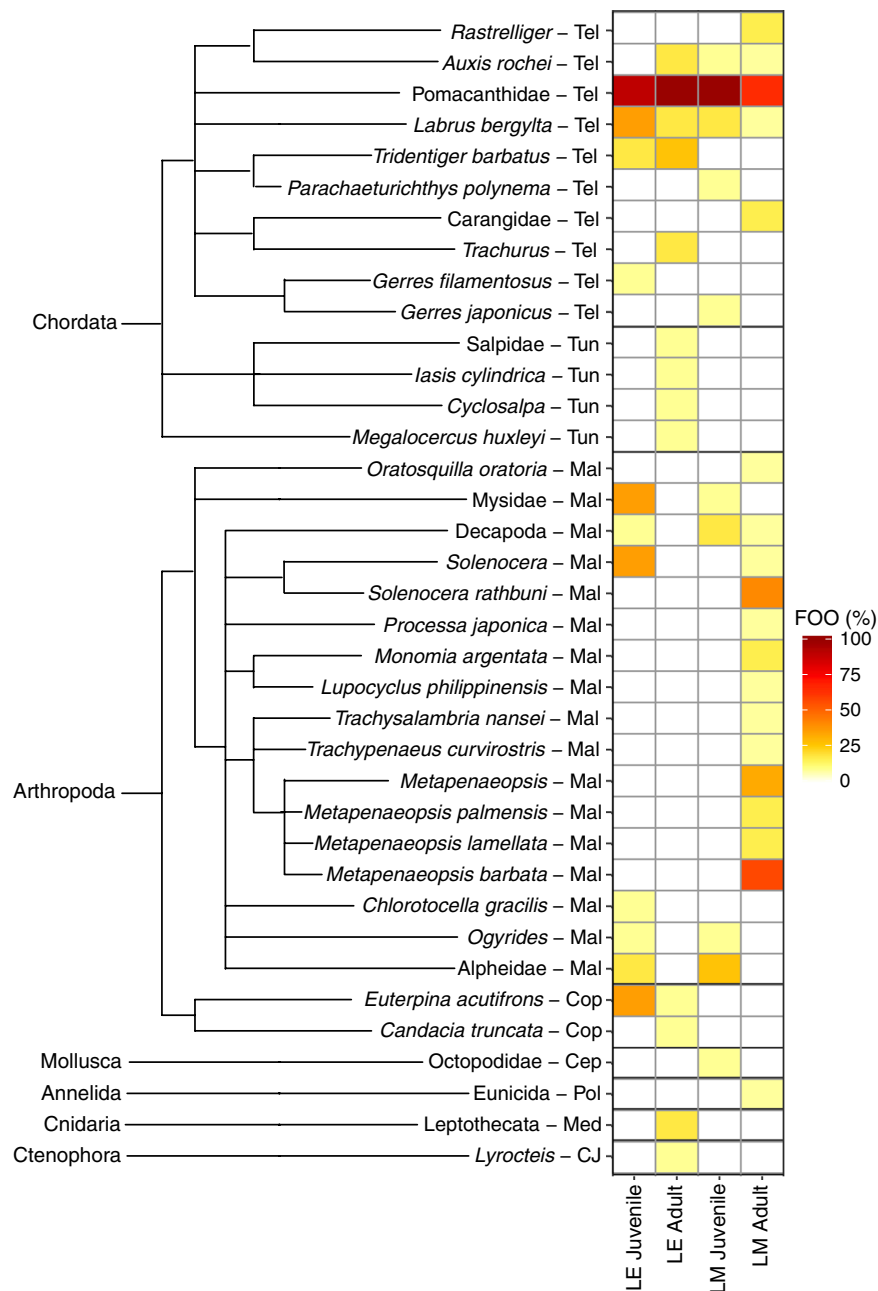 Rastrelliger – Tel
Auxis rochei – Tel
Pomacanthidae – Tel
Labrus bergylta – Tel
Tridentiger barbatus – Tel
Parachaeturichthys polynema – Tel
Carangidae – Tel
Trachurus – Tel
Gerres filamentosus – Tel
Gerres japonicus – Tel
Chordata
Salpidae – Tun
Iasis cylindrica – Tun
Cyclosalpa – Tun
Megalocercus huxleyi – Tun
Oratosquilla oratoria – Mal
Mysidae – Mal
Decapoda – Mal
Solenocera – Mal
Solenocera rathbuni – Mal
Processa japonica – Mal
Monomia argentata – Mal
Lupocyclus philippinensis – Mal
Trachysalambria nansei – Mal
Trachypenaeus curvirostris – Mal
Metapenaeopsis – Mal
Arthropoda
Metapenaeopsis palmensis – Mal
Metapenaeopsis lamellata – Mal
Metapenaeopsis barbata – Mal
Chlorotocella gracilis – Mal
Ogyrides – Mal
Alpheidae – Mal
Euterpina acutifrons – Cop
Candacia truncata – Cop
Mollusca Octopodidae – Cep
Annelida Eunicida – Pol
Cnidaria Leptothecata – Med
Ctenophora Lyrocteis – CJ
LE Juvenile
LE Adult
LM Juvenile
LM Adult
FOO (%)
100
75
50
25
0